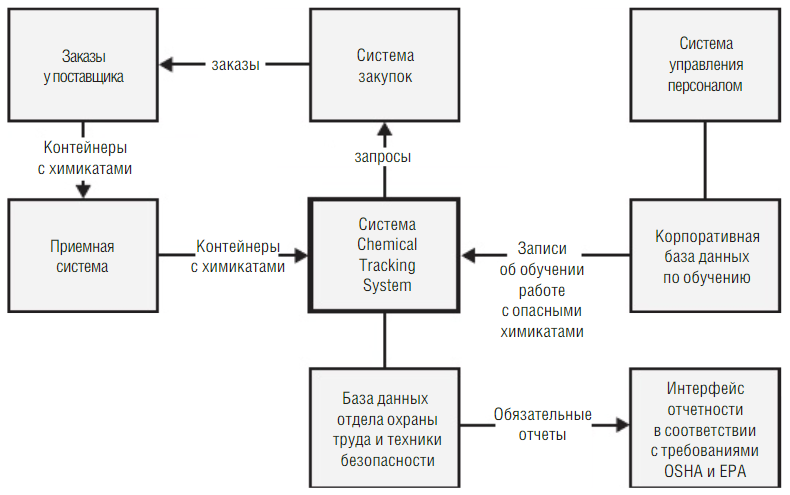 Заказы
у поставщика
заказы
Система
закупок
Система
управления
персоналом
Контейнеры
с химикатами
запросы
Приемная
система
Контейнеры
с химикатами
Система
Chemical
Tracking
System
Записи
об обучении
работе
с опасными
химикатами
Корпоративная
база данных
по обучению
База данных
отдела охраны
труда и техники
безопасности
Обязательные
отчеты
Интерфейс
отчетности
в соответствии
с требованиями
OSHA и EPA